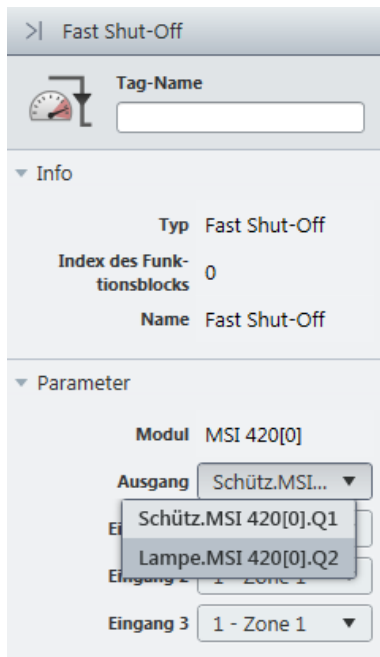 Fast Shut-Off
Tag-Name
Info
Typ Fast Shut-Off
Index des Funk-
tionsblocks 0
Name Fast Shut-Off
Parameter
Modul MSI 420[0]
Ausgang Schütz.MSI...
Schütz.MSI 420[0].Q1
Lampe.MSI 420[0].Q2
Eingang 2 1 - Zone 1
Eingang 3 1 - Zone 1